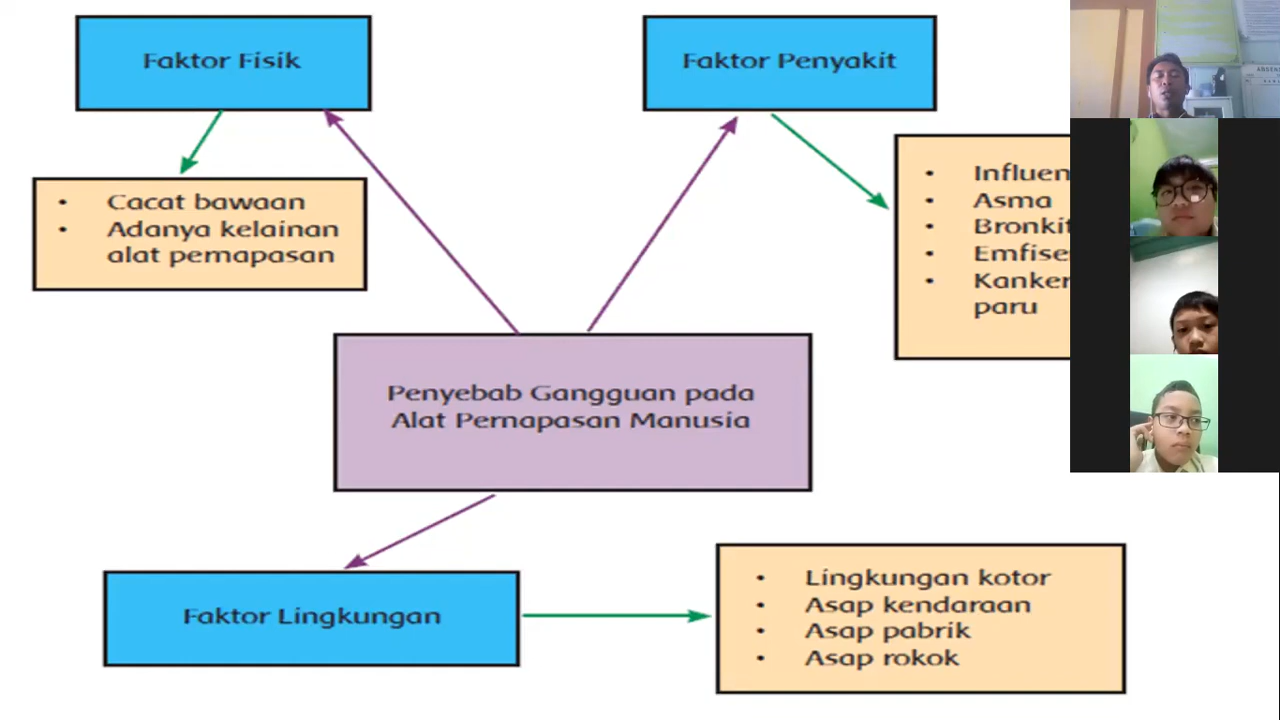 Faktor Fisik
Faktor Penyakit
• Cacat bawaan
• Adanya kelainan
alat pernapasan
• Asma
• Kanker
paru
Penyebab Gangguan pada
Alat Pernapasan Manusia
Faktor Lingkungan
• Lingkungan kotor
• Asap kendaraan
• Asap pabrik
• Asap rokok